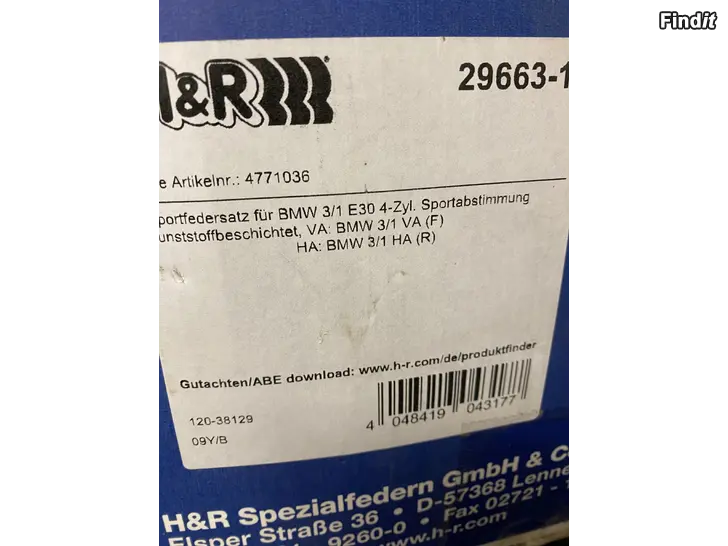 Findit
H&R
29663-1
e Artikelnr.: 4771036
portfedersatz für BMW 3/1 E30 4-Zyl. Sportabstimmung
unststoffbeschichtet, VA: BMW 3/1 VA (F)
HA: BMW 3/1 HA (R)
Gutachten/ABE download: www.h-r.com/de/produktfinder
120-38129
09Y/B
4 048419 043177
H&R Spezialfedern GmbH & C
Elsper Straße 36 • D-57368 Lenne
9260-0 • Fax 02721 -
www.h-r.com